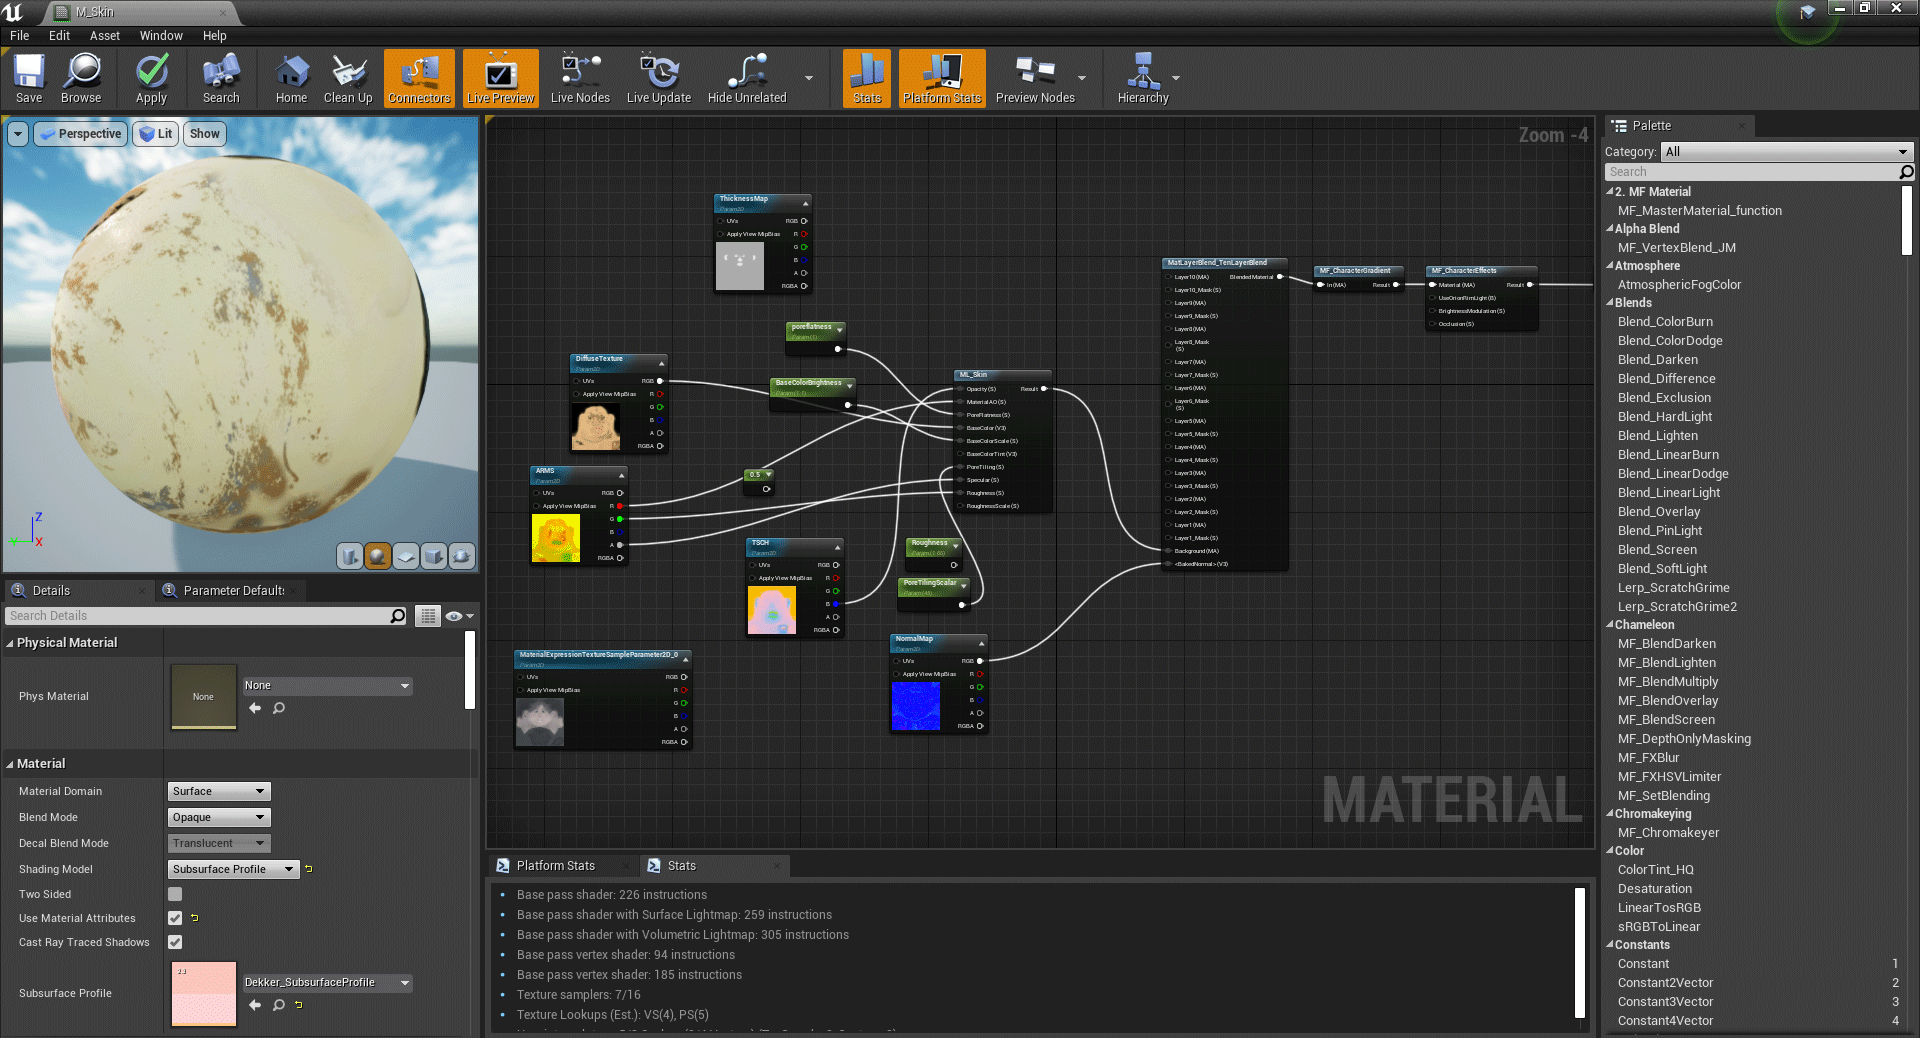 M_Skin
File Edit Asset Window Help
Save Browse Apply Search Home Clean Up Connectors Live Preview Live Nodes Live Update Hide Unrelated Stats Platform Stats Preview Nodes Hierarchy
Perspective Lit Show
Z
Y
X
Zoom -4
ThicknessMap
Param2D
UVs RGB
Apply View MipBias R
G
B
A
RGBA
poreflatness
Param (1)
DiffuseTexture
Param2D
UVs RGB
Apply View MipBias R
G
B
A
RGBA
BaseColorBrightness
ARMS
Param2D
UVs RGB
Apply View MipBias R
G
B
A
RGBA
0.5
TSCH
Param2D
UVs RGB
Apply View MipBias R
G
B
A
RGBA
MaterialExpressionTextureSampleParameter2D_0
Param2D
UVs RGB
Apply View MipBias R
G
B
A
RGBA
ML_Skin
Opacity (S) Result
Material AO (S)
PoreFlatness (S)
BaseColor (V3)
BaseColorScale (S)
BaseColorTint (V3)
PoreTiling (S)
Specular (S)
Roughness (S)
RoughnessScale (S)
Roughness
PoreTilingScalar
NormalMap
Param2D
UVs RGB
Apply View MipBias R
G
B
A
RGBA
MatLayerBlend_TenLayerBlend
Layer10 (MA) BlendedMaterial
Layer10_Mask (S)
Layer9 (MA)
Layer9_Mask (S)
Layer8 (MA)
Layer8_Mask
(S)
Layer7 (MA)
Layer7_Mask (S)
Layer6 (MA)
Layer6_Mask
(S)
Layer5 (MA)
Layer5_Mask (S)
Layer4 (MA)
Layer4_Mask (S)
Layer3 (MA)
Layer3_Mask (S)
Layer2 (MA)
Layer2_Mask (S)
Layer1 (MA)
Layer1_Mask (S)
Background (MA)
<BakedNormal> (V3)
MF_CharacterGradient
In (MA) Result
MF_CharacterEffects
Material (MA) Result
UseOrionRimLight (B)
BrightnessModulation (S)
Occlusion (S)
MATERIAL
Details Parameter Default
Search Details
Physical Material
Phys Material None None
Material
Material Domain Surface
Blend Mode Opaque
Decal Blend Mode Translucent
Shading Model Subsurface Profile
Two Sided
Use Material Attributes
Cast Ray Traced Shadows
Subsurface Profile Dekker_SubsurfaceProfile
Platform Stats Stats
Base pass shader: 226 instructions
Base pass shader with Surface Lightmap: 259 instructions
Base pass shader with Volumetric Lightmap: 305 instructions
Base pass vertex shader: 94 instructions
Base pass vertex shader: 185 instructions
Texture samplers: 7/16
Texture Lookups (Est.): VS(4), PS(5)
Palette
Category: All
Search
2. MF Material
MF_MasterMaterial_function
Alpha Blend
MF_VertexBlend_JM
Atmosphere
AtmosphericFogColor
Blends
Blend_ColorBurn
Blend_ColorDodge
Blend_Darken
Blend_Difference
Blend_Exclusion
Blend_HardLight
Blend_Lighten
Blend_LinearBurn
Blend_LinearDodge
Blend_LinearLight
Blend_Overlay
Blend_PinLight
Blend_Screen
Blend_SoftLight
Lerp_ScratchGrime
Lerp_ScratchGrime2
Chameleon
MF_BlendDarken
MF_BlendLighten
MF_BlendMultiply
MF_BlendOverlay
MF_BlendScreen
MF_DepthOnlyMasking
MF_FXBlur
MF_FXHSVLimiter
MF_SetBlending
Chromakeying
MF_Chromakeyer
Color
ColorTint_HQ
Desaturation
LinearTosRGB
sRGBToLinear
Constants
Constant 1
Constant2Vector 2
Constant3Vector 3
Constant4Vector 4